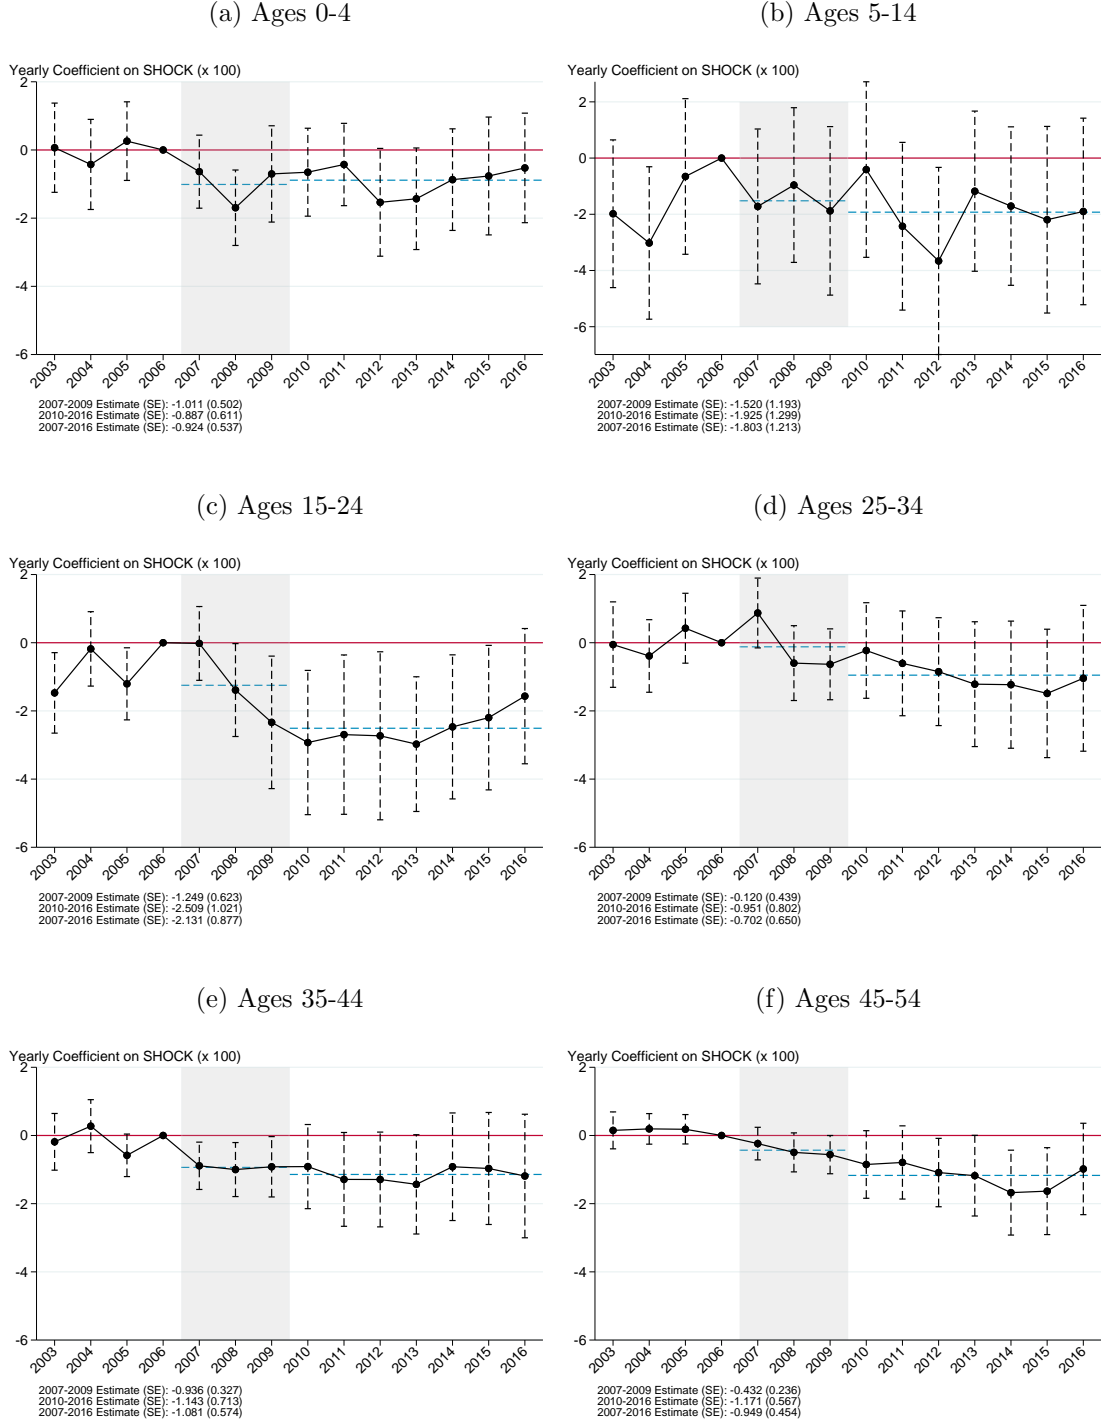 (a) Ages 0-4
Yearly Coefficient on SHOCK (x 100)
2
0
-2
-4
-6
2003 2004 2005 2006 2007 2008 2009 2010 2011 2012 2013 2014 2015 2016
2007-2009 Estimate (SE): -1.011 (0.502)
2010-2016 Estimate (SE): -0.887 (0.611)
2007-2016 Estimate (SE): -0.924 (0.537)
(b) Ages 5-14
Yearly Coefficient on SHOCK (x 100)
2
0
-2
-4
-6
2003 2004 2005 2006 2007 2008 2009 2010 2011 2012 2013 2014 2015 2016
2007-2009 Estimate (SE): -1.520 (1.193)
2010-2016 Estimate (SE): -1.925 (1.299)
2007-2016 Estimate (SE): -1.803 (1.213)
(c) Ages 15-24
Yearly Coefficient on SHOCK (x 100)
2
0
-2
-4
-6
2003 2004 2005 2006 2007 2008 2009 2010 2011 2012 2013 2014 2015 2016
2007-2009 Estimate (SE): -1.249 (0.623)
2010-2016 Estimate (SE): -2.509 (1.021)
2007-2016 Estimate (SE): -2.131 (0.877)
(d) Ages 25-34
Yearly Coefficient on SHOCK (x 100)
2
0
-2
-4
-6
2003 2004 2005 2006 2007 2008 2009 2010 2011 2012 2013 2014 2015 2016
2007-2009 Estimate (SE): -0.120 (0.439)
2010-2016 Estimate (SE): -0.951 (0.802)
2007-2016 Estimate (SE): -0.702 (0.650)
(e) Ages 35-44
Yearly Coefficient on SHOCK (x 100)
2
0
-2
-4
-6
2003 2004 2005 2006 2007 2008 2009 2010 2011 2012 2013 2014 2015 2016
2007-2009 Estimate (SE): -0.936 (0.327)
2010-2016 Estimate (SE): -1.143 (0.713)
2007-2016 Estimate (SE): -1.081 (0.574)
(f) Ages 45-54
Yearly Coefficient on SHOCK (x 100)
2
0
-2
-4
-6
2003 2004 2005 2006 2007 2008 2009 2010 2011 2012 2013 2014 2015 2016
2007-2009 Estimate (SE): -0.432 (0.236)
2010-2016 Estimate (SE): -1.171 (0.567)
2007-2016 Estimate (SE): -0.949 (0.454)